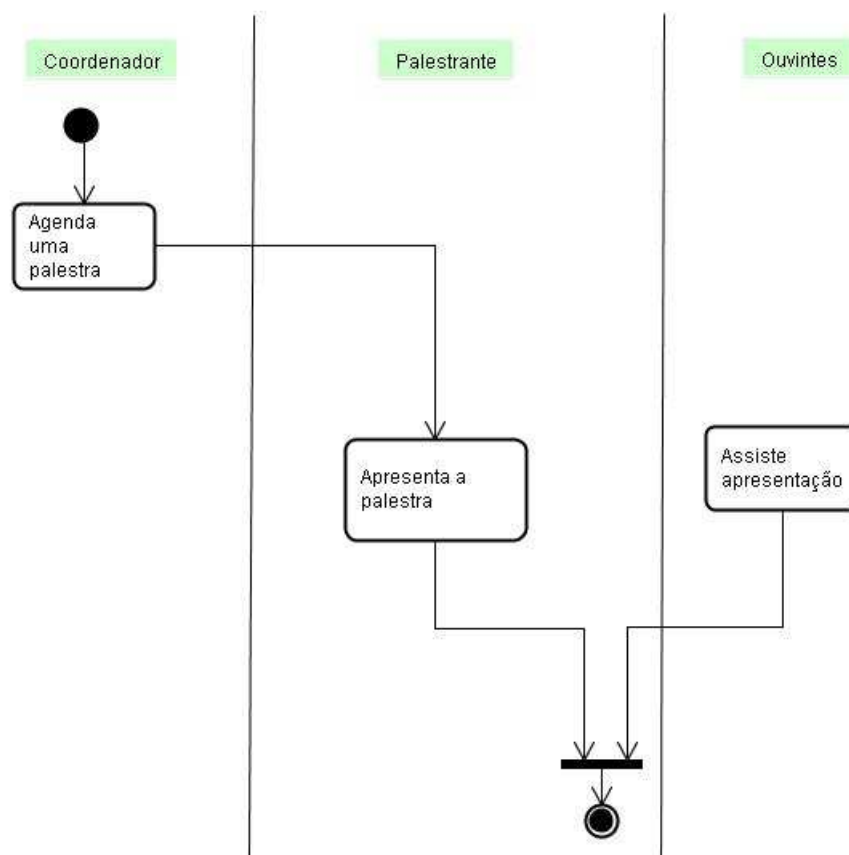 Coordenador
Palestrante
Ouvintes
Agenda
uma
palestra
Apresenta a
palestra
Assiste
apresentação